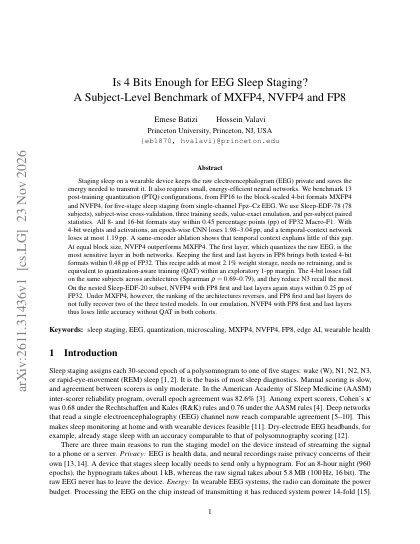 Is 4 Bits Enough for EEG Sleep Staging?
A Subject-Level Benchmark of MXFP4, NVFP4 and FP8
Emese Batizi Hossein Valavi
Princeton University, Princeton, NJ, USA
{eb1870, hvalavi}@princeton.edu
arXiv:2611.31436v1 [cs.LG] 23 Nov 2026
Abstract
Staging sleep on a wearable device keeps the raw electroencephalogram (EEG) private and saves the
energy needed to transmit it. It also requires small, energy-efficient neural networks. We benchmark 13
post-training quantization (PTQ) configurations, from FP16 to the block-scaled 4-bit formats MXFP4
and NVFP4, for five-stage sleep staging from single-channel Fpz–Cz EEG. We use Sleep-EDF-78 (78
subjects), subject-wise cross-validation, three training seeds, value-exact emulation, and per-subject paired
statistics. All 8- and 16-bit formats stay within 0.45 percentage points (pp) of FP32 Macro-F1. With
4-bit weights and activations, an epoch-wise CNN loses 1.98–3.04 pp, and a temporal-context network
loses at most 1.19 pp. A same-encoder ablation shows that temporal context explains little of this gap.
At equal block size, NVFP4 outperforms MXFP4. The first layer, which quantizes the raw EEG, is the
most sensitive layer in both networks. Keeping the first and last layers in FP8 brings both tested 4-bit
formats within 0.48 pp of FP32. This recipe adds at most 2.1% weight storage, needs no retraining, and is
equivalent to quantization-aware training (QAT) within an exploratory 1-pp margin. The 4-bit losses fall
on the same subjects across architectures (Spearman ρ = 0.69–0.79), and they reduce N3 recall the most.
On the nested Sleep-EDF-20 subset, NVFP4 with FP8 first and last layers again stays within 0.25 pp of
FP32. Under MXFP4, however, the ranking of the architectures reverses, and FP8 first and last layers do
not fully recover two of the three tested models. In our emulation, NVFP4 with FP8 first and last layers
thus loses little accuracy without QAT in both cohorts.
Keywords: sleep staging, EEG, quantization, microscaling, MXFP4, NVFP4, FP8, edge AI, wearable health
1 Introduction
Sleep staging assigns each 30-second epoch of a polysomnogram to one of five stages: wake (W), N1, N2, N3,
or rapid-eye-movement (REM) sleep [1, 2]. It is the basis of most sleep diagnostics. Manual scoring is slow,
and agreement between scorers is only moderate. In the American Academy of Sleep Medicine (AASM)
inter-scorer reliability program, overall epoch agreement was 82.6% [3]. Among expert scorers, Cohen's κ
was 0.68 under the Rechtschaffen and Kales (R&K) rules and 0.76 under the AASM rules [4]. Deep networks
that read a single electroencephalography (EEG) channel now reach comparable agreement [5–10]. This
makes sleep monitoring at home and with wearable devices feasible [11]. Dry-electrode EEG headbands, for
example, already stage sleep with an accuracy comparable to that of polysomnography scoring [12].
There are three main reasons to run the staging model on the device instead of streaming the signal
to a phone or a server. Privacy: EEG is health data, and neural recordings raise privacy concerns of their
own [13, 14]. A device that stages sleep locally needs to send only a hypnogram. For an 8-hour night (960
epochs), the hypnogram takes about 1 kB, whereas the raw signal takes about 5.8 MB (100 Hz, 16 bit). The
raw EEG never has to leave the device. Energy: In wearable EEG systems, the radio can dominate the power
budget. Processing the EEG on the chip instead of transmitting it has reduced system power 14-fold [15].
1